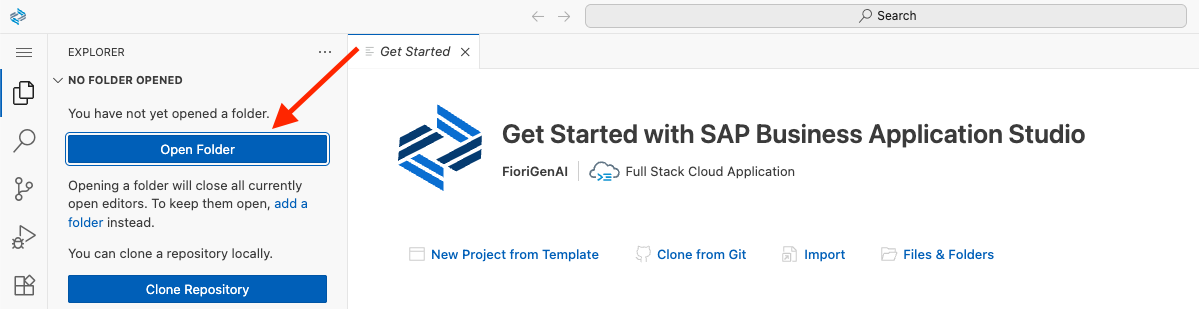 Search
EXPLORER
...
NO FOLDER OPENED
You have not yet opened a folder.
Open Folder
Opening a folder will close all currently
open editors. To keep them open, add a
folder instead.
You can clone a repository locally.
Clone Repository
Get Started
Get Started with SAP Business Application Studio
FioriGenAI
Full Stack Cloud Application
New Project from Template
Clone from Git
Import
Files & Folders